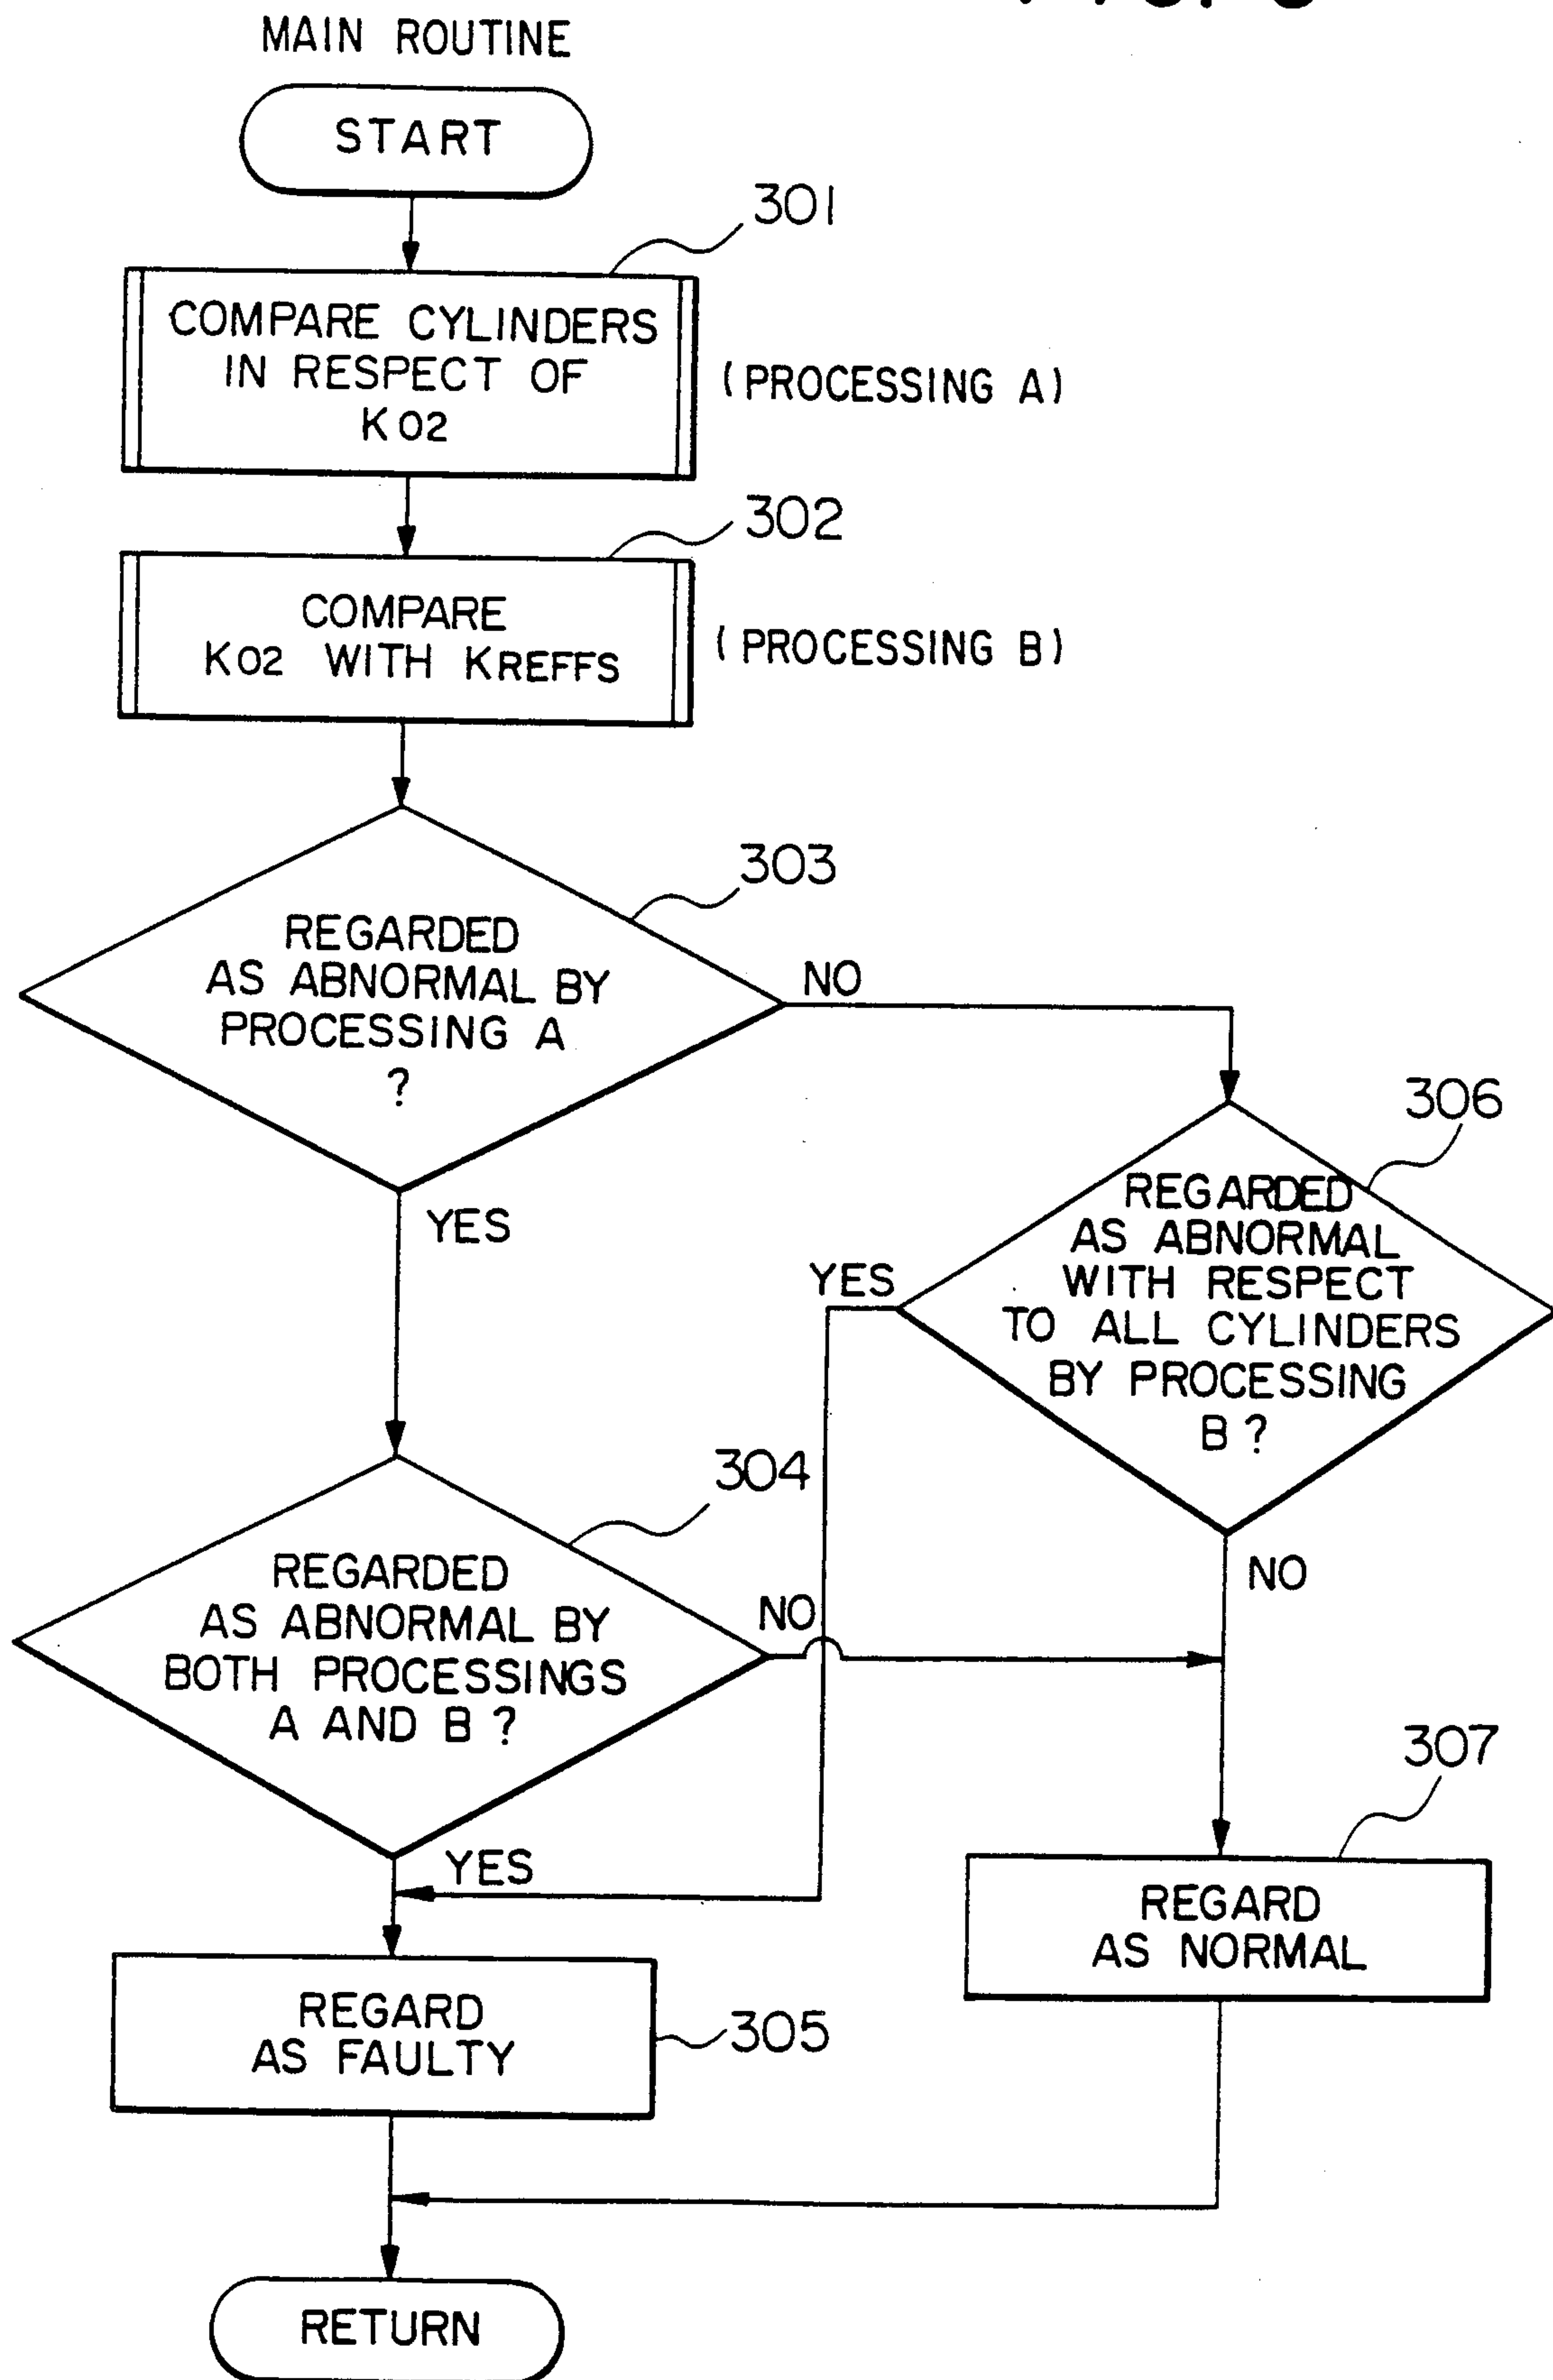 MAIN ROUTINE
START
301
COMPARE CYLINDERS
IN RESPECT OF
KO2
(PROCESSING A)
302
COMPARE
KO2 WITH KREFFS
(PROCESSING B)
303
REGARDED
AS ABNORMAL BY
PROCESSING A
?
NO
YES
306
REGARDED
AS ABNORMAL
WITH RESPECT
TO ALL CYLINDERS
BY PROCESSING
B?
YES
NO
304
REGARDED
AS ABNORMAL BY
BOTH PROCESSINGS
A AND B?
NO
YES
307
REGARD
AS NORMAL
REGARD
AS FAULTY
305
RETURN